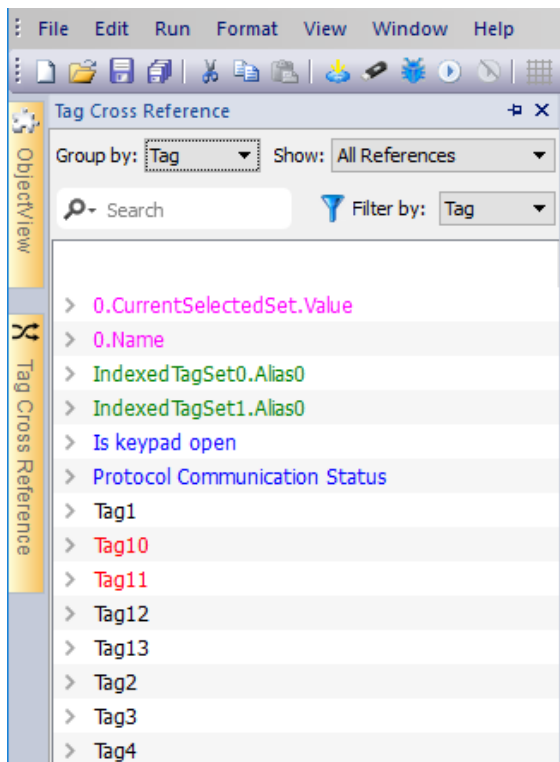 File Edit Run Format View Window Help
Tag Cross Reference
Group by: Tag Show: All References
Search Filter by: Tag
ObjectView
Tag Cross Reference
0.CurrentSelectedSet.Value
0.Name
IndexedTagSet0.Alias0
IndexedTagSet1.Alias0
Is keypad open
Protocol Communication Status
Tag1
Tag10
Tag11
Tag12
Tag13
Tag2
Tag3
Tag4